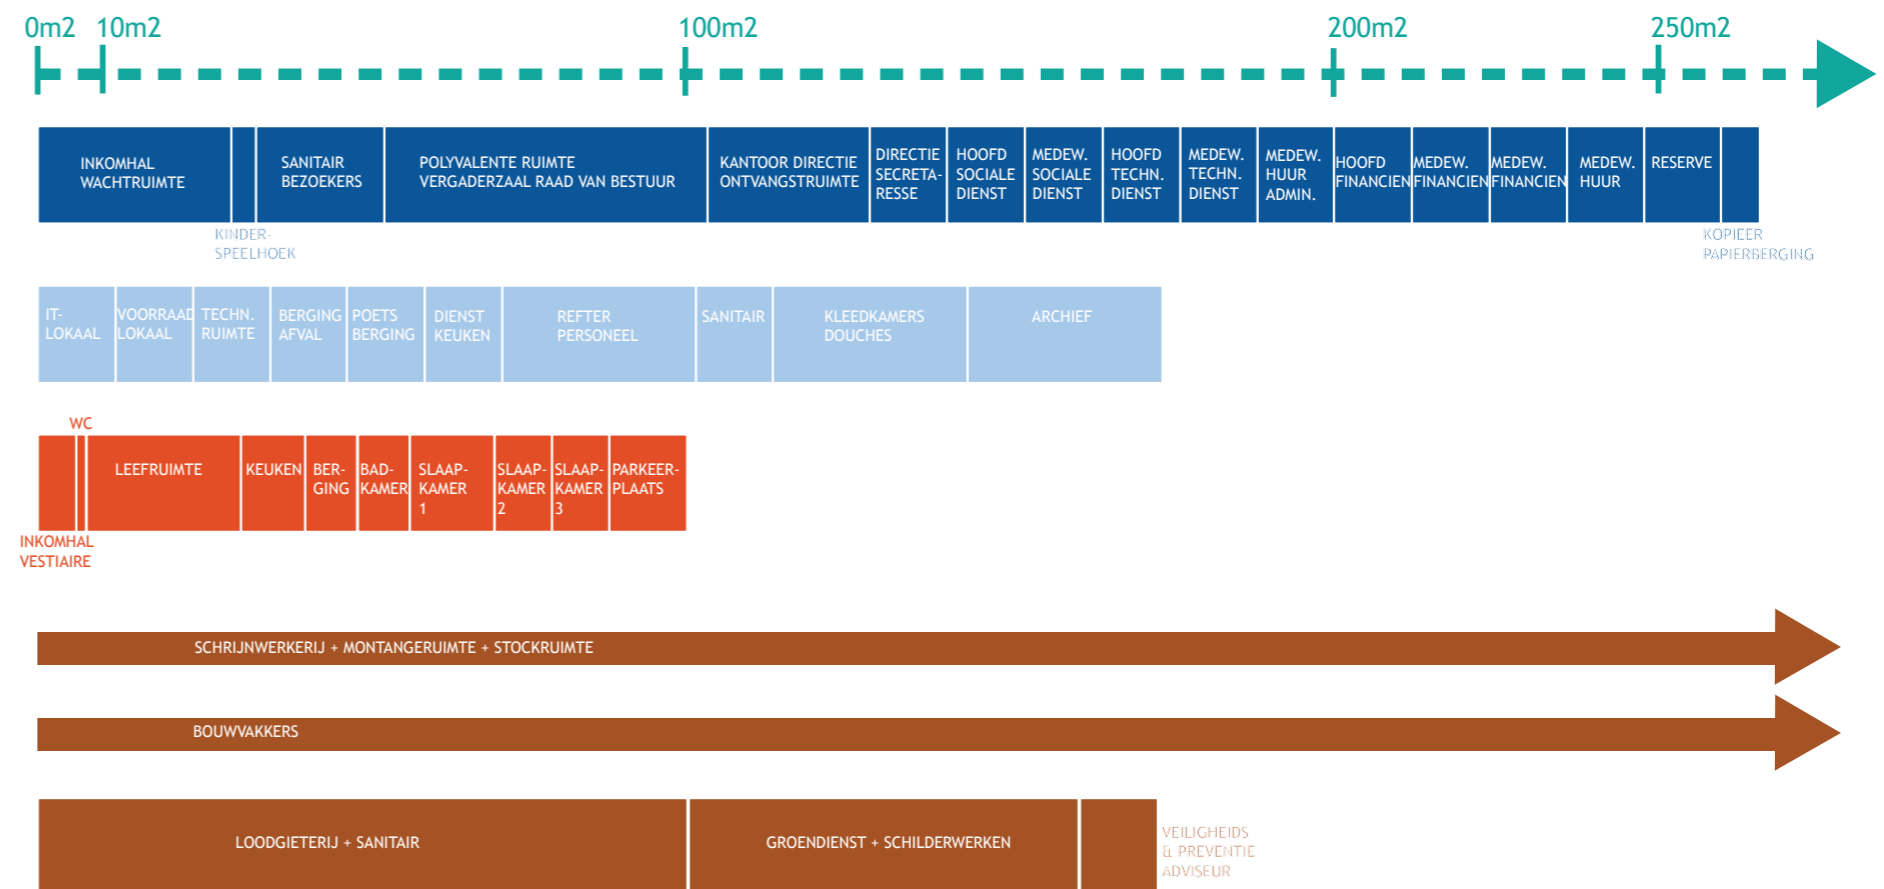 0m2 10m2 100m2 200m2 250m2
INKOMHAL
WACHTRUIMTE
SANITAIR
BEZOEKERS
POLYVALENTE RUIMTE
VERGADERZAAL RAAD VAN BESTUUR
KANTOOR DIRECTIE
ONTVANGSTRUIMTE
DIRECTIE
SECRETA-
RESSE
HOOFD
SOCIALE
DIENST
MEDEW.
SOCIALE
DIENST
HOOFD
TECHN.
DIENST
MEDEW.
TECHN.
DIENST
MEDEW.
HUUR
ADMIN.
HOOFD
FINANCIEN
MEDEW.
FINANCIEN
MEDEW.
FINANCIEN
MEDEW.
HUUR
RESERVE
KINDER-
SPEELHOEK
KOPIEER
PAPIERBERGING
IT-
LOKAAL
VOORRAAD
LOKAAL
TECHN.
RUIMTE
BERGING
AFVAL
POETS
BERGING
DIENST
KEUKEN
REFTER
PERSONEEL
SANITAIR
KLEEDKAMERS
DOUCHES
ARCHIEF
WC
LEEFRUIMTE
KEUKEN
BER-
GING
BAD-
KAMER
SLAAP-
KAMER
1
SLAAP-
KAMER
2
SLAAP-
KAMER
3
PARKEER-
PLAATS
INKOMHAL
VESTIAIRE
SCHRIJNWERKERIJ + MONTANGERUIMTE + STOCKRUIMTE
BOUWVAKKERS
LOODGIETERIJ + SANITAIR
GROENDIENST + SCHILDERWERKEN
VEILIGHEIDS
& PREVENTIE
ADVISEUR